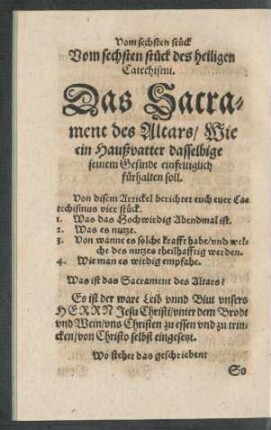 Vom sechsten stück
Vom sechsten stück des heiligen
Catechismi.
Das Sacra-
ment des Altars/ Wie
ein Haußvatter dasselbige
seinem Gesinde einfeltiglich
fürhalten soll.
Von disem Artickel berichtet euch euer Ca-
techismus vier stück.
1. Was das Hochwirdig Abendmal ist.
2. Was es nutze.
3. Von wanne es solche krafft habe/ vnd wel-
che des nutzes theilhafftig werden.
4. Wie man es wirdig empfahe.
Was ist das Sacrament des Altars?
Es ist der ware Leib vnnd Blut vnsers
HERRN Jesu Christi/ vnter dem Brodt
vnd Wein/ vns Christen zu essen vnd zu trin-
cken/ von Christo selbst eingesetzt.
Wo stehet das geschrieben?
So